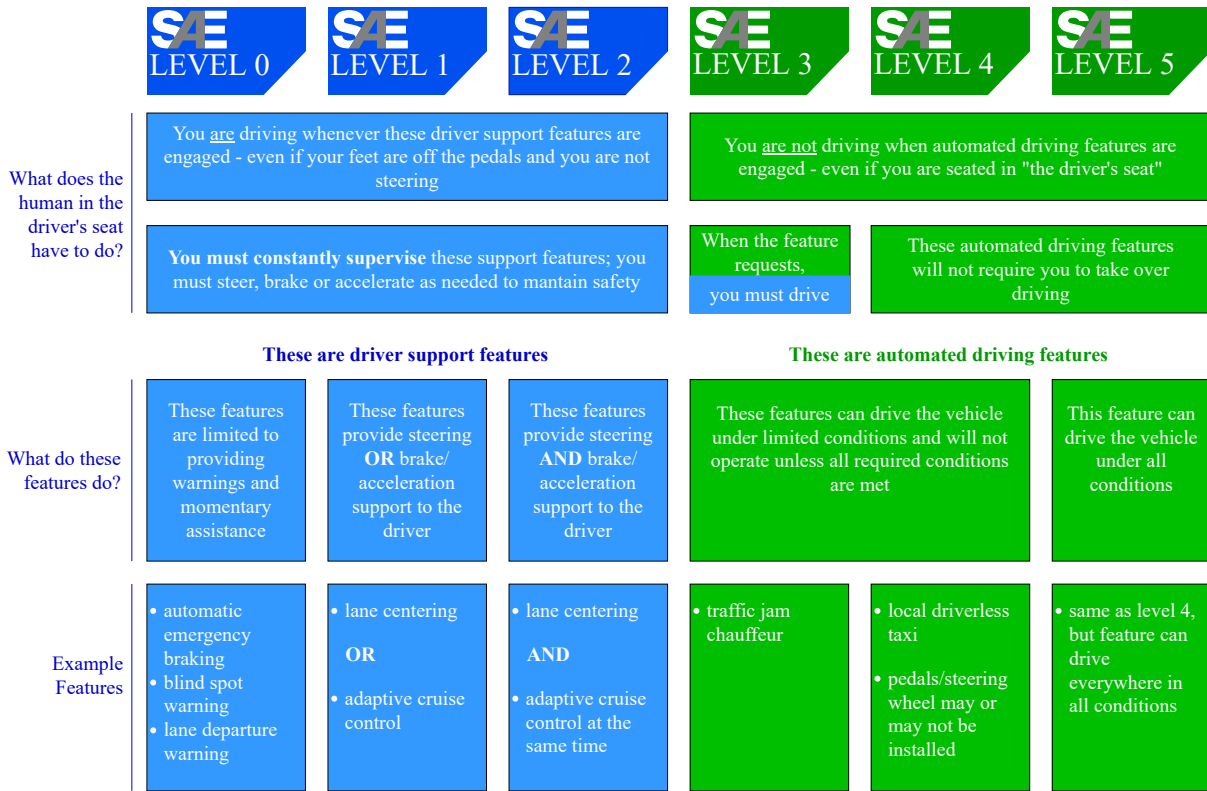 SAE
LEVEL 0
SAE
LEVEL 1
SAE
LEVEL 2
SAE
LEVEL 3
SAE
LEVEL 4
SAE
LEVEL 5
What does the
human in the
driver's seat
have to do?
You are driving whenever these driver support features are
engaged - even if your feet are off the pedals and you are not
steering
You are not driving when automated driving features are
engaged - even if you are seated in "the driver's seat"
You must constantly supervise these support features; you
must steer, brake or accelerate as needed to mantain safety
When the feature
requests,
you must drive
These automated driving features
will not require you to take over
driving
These are driver support features
These are automated driving features
What do these
features do?
These features
are limited to
providing
warnings and
momentary
assistance
These features
provide steering
OR brake/
acceleration
support to the
driver
These features
provide steering
AND brake/
acceleration
support to the
driver
These features can drive the vehicle
under limited conditions and will not
operate unless all required conditions
are met
This feature can
drive the vehicle
under all
conditions
Example
Features
• automatic
emergency
braking
• blind spot
warning
• lane departure
warning
• lane centering
OR
• adaptive cruise
control
• lane centering
AND
• adaptive cruise
control at the
same time
• traffic jam
chauffeur
• local driverless
taxi
• pedals/steering
wheel may or
may not be
installed
• same as level 4,
but feature can
drive
everywhere in
all conditions